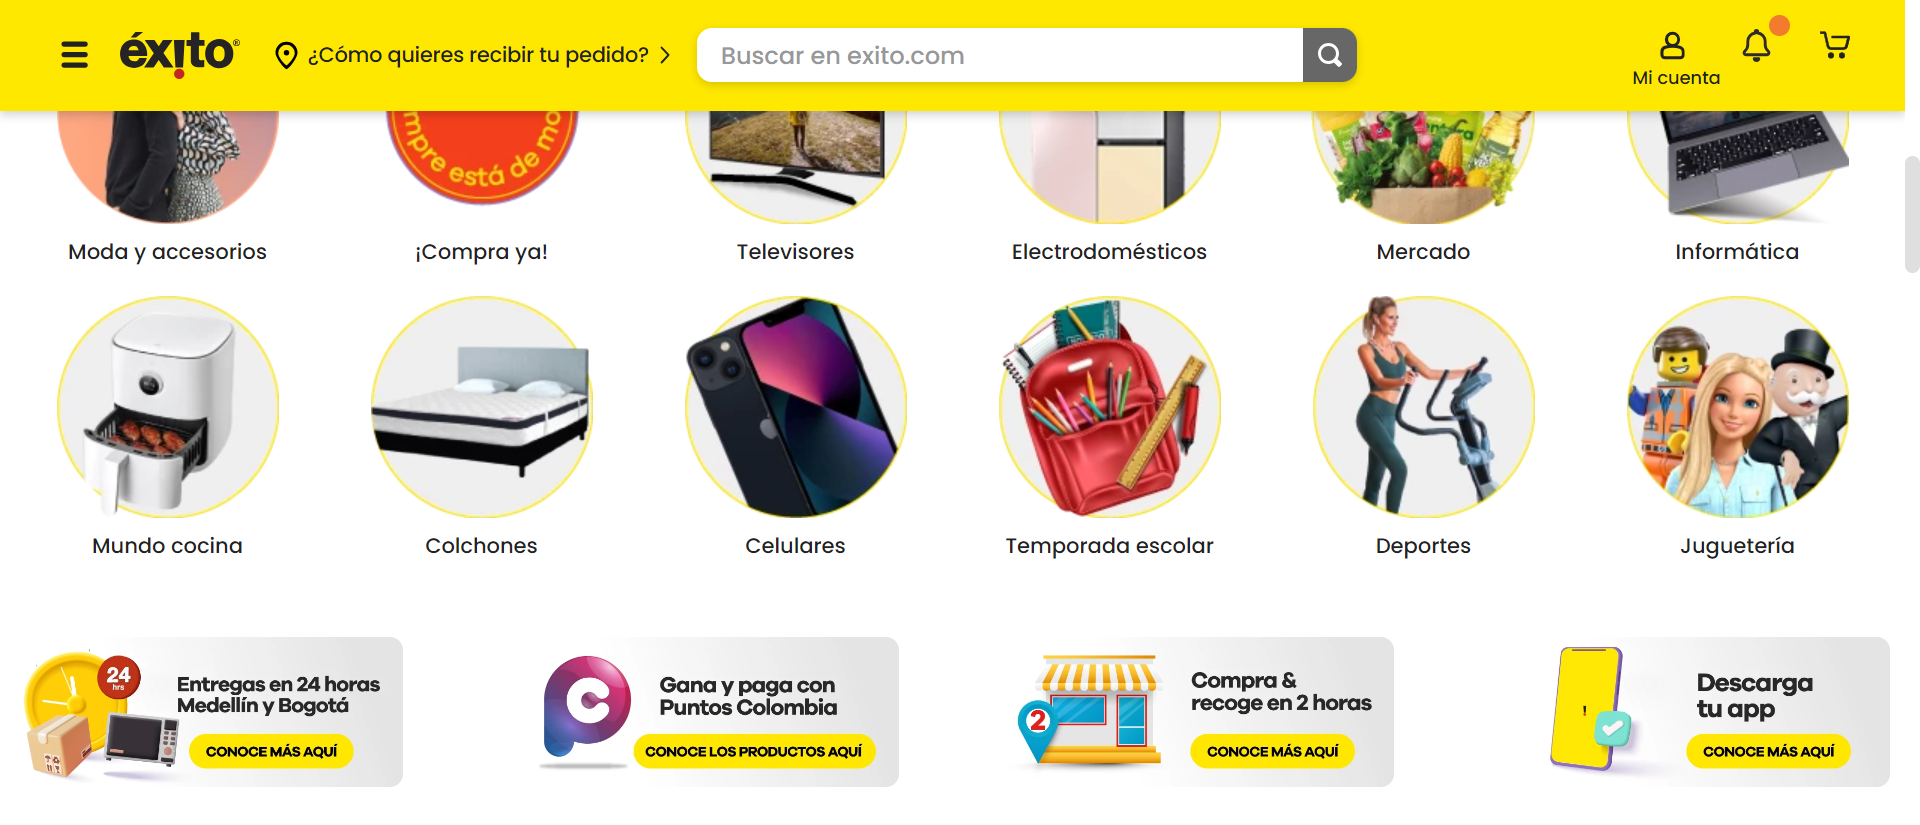 éxito®
¿Cómo quieres recibir tu pedido?
Buscar en exito.com
Mi cuenta
mpre está de mo
Moda y accesorios
¡Compra ya!
Televisores
Electrodomésticos
Mercado
Informática
Mundo cocina
Colchones
Celulares
Temporada escolar
Deportes
Juguetería
24
hrs
Entregas en 24 horas
Medellín y Bogotá
CONOCE MÁS AQUÍ
Gana y paga con
Puntos Colombia
CONOCE LOS PRODUCTOS AQUÍ
2
Compra &
recoge en 2 horas
CONOCE MÁS AQUÍ
Descarga
tu app
CONOCE MÁS AQUÍ